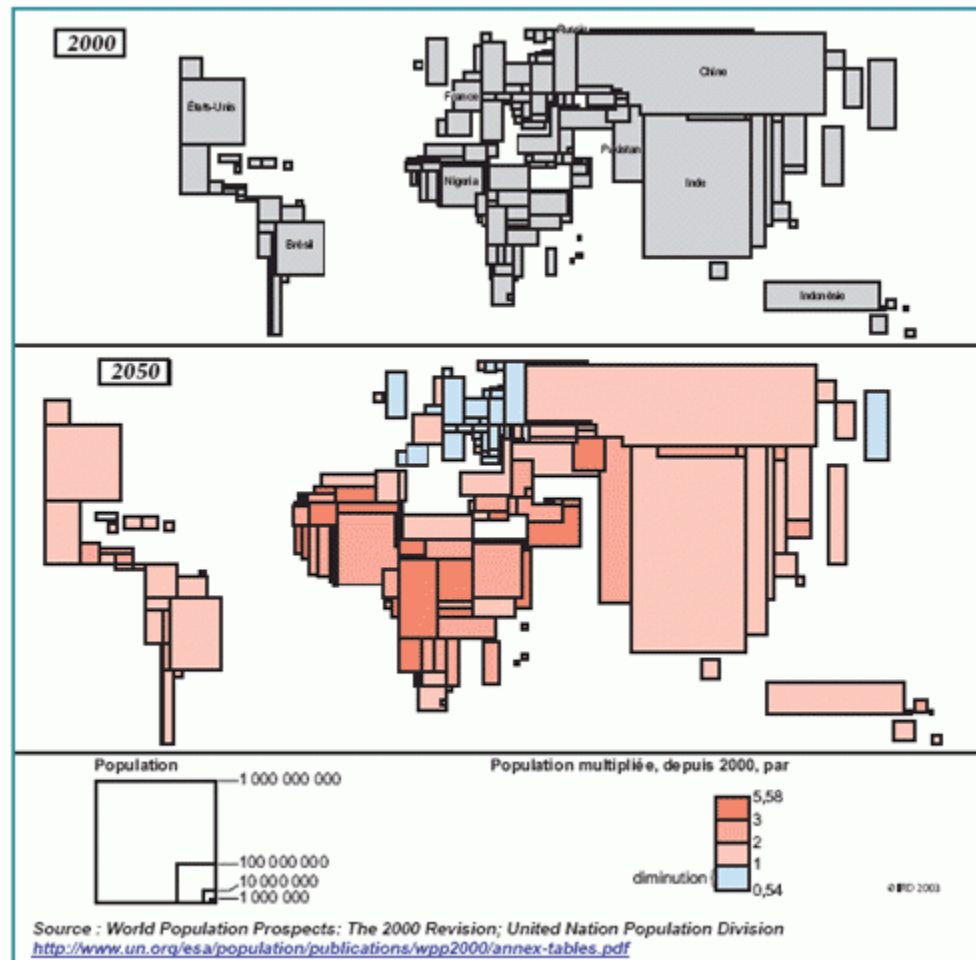 2000
Russie
Chine
États-Unis
France
Pakistan
Nigeria
Inde
Brésil
Indonésie
2050
Population
1 000 000 000
100 000 000
10 000 000
1 000 000
Population multipliée, depuis 2000, par
5,58
3
2
1
diminution
0,54
© IRD 2003
Source : World Population Prospects: The 2000 Revision; United Nation Population Division
http://www.un.org/esa/population/publications/wpp2000/annex-tables.pdf